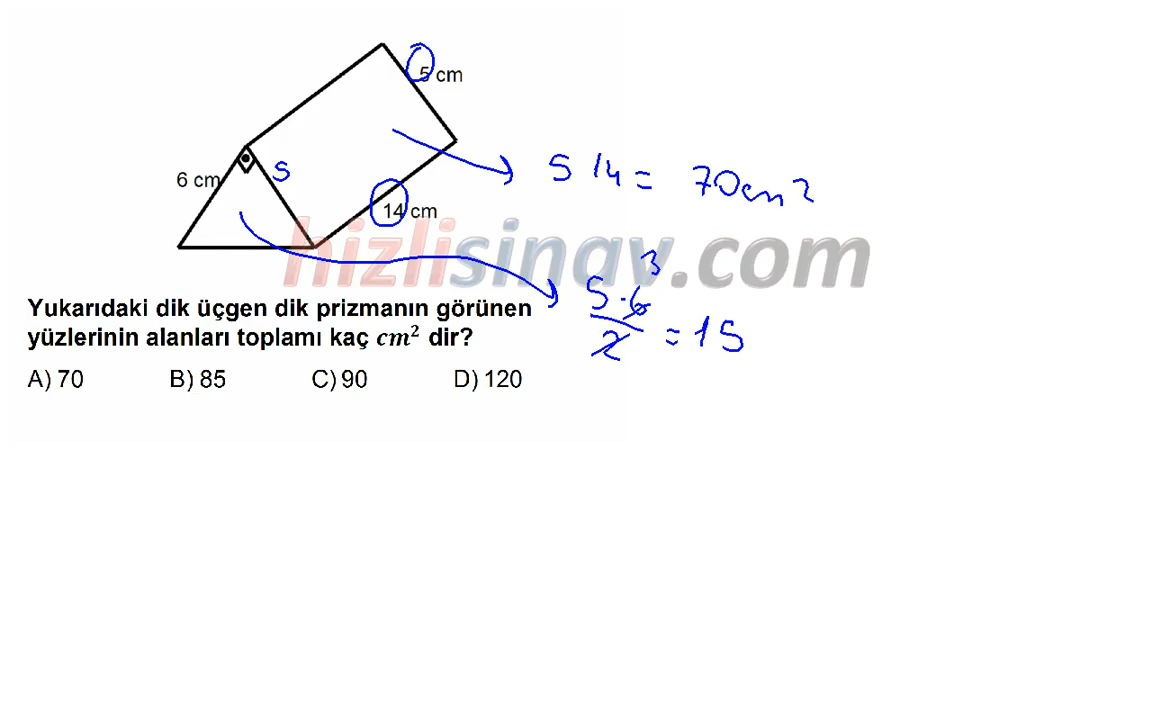 5 cm
6 cm
5
5 14 = 70cm²
14 cm
hizlisinav.com
3
5·6
2
= 15
Yukarıdaki dik üçgen dik prizmanın görünen
yüzlerinin alanları toplamı kaç cm² dir?
A) 70 B) 85 C) 90 D) 120